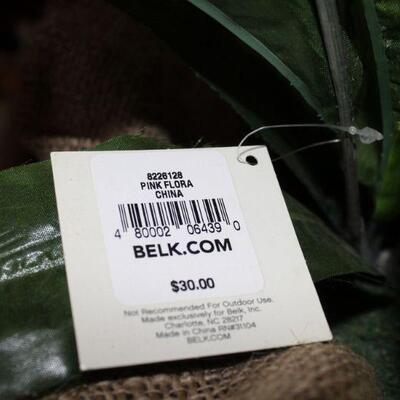 8226128
PINK FLORA
CHINA
4 80002 06439 0
BELK.COM
$30.00
Not Recommended For Outdoor Use.
Made exclusively for Belk, Inc.
Charlotte, NC 28217
Made in China RN#31104
BELK.COM